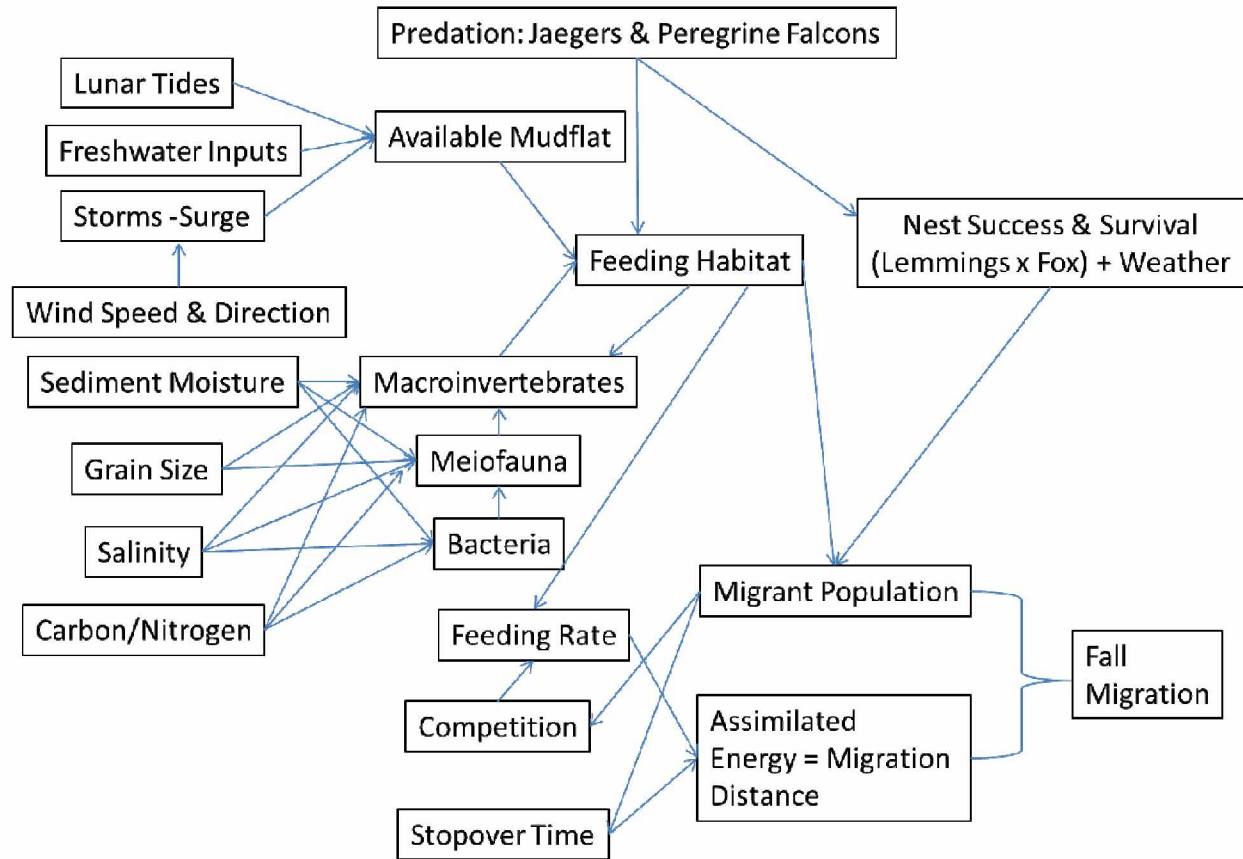 Predation: Jaegers & Peregrine Falcons
Lunar Tides
Available Mudflat
Freshwater Inputs
Storms -Surge
Nest Success & Survival
(Lemmings x Fox) + Weather
Feeding Habitat
Wind Speed & Direction
Sediment Moisture
Macroinvertebrates
Grain Size
Meiofauna
Salinity
Bacteria
Migrant Population
Carbon/Nitrogen
Feeding Rate
Fall
Migration
Competition
Assimilated
Energy = Migration
Distance
Stopover Time